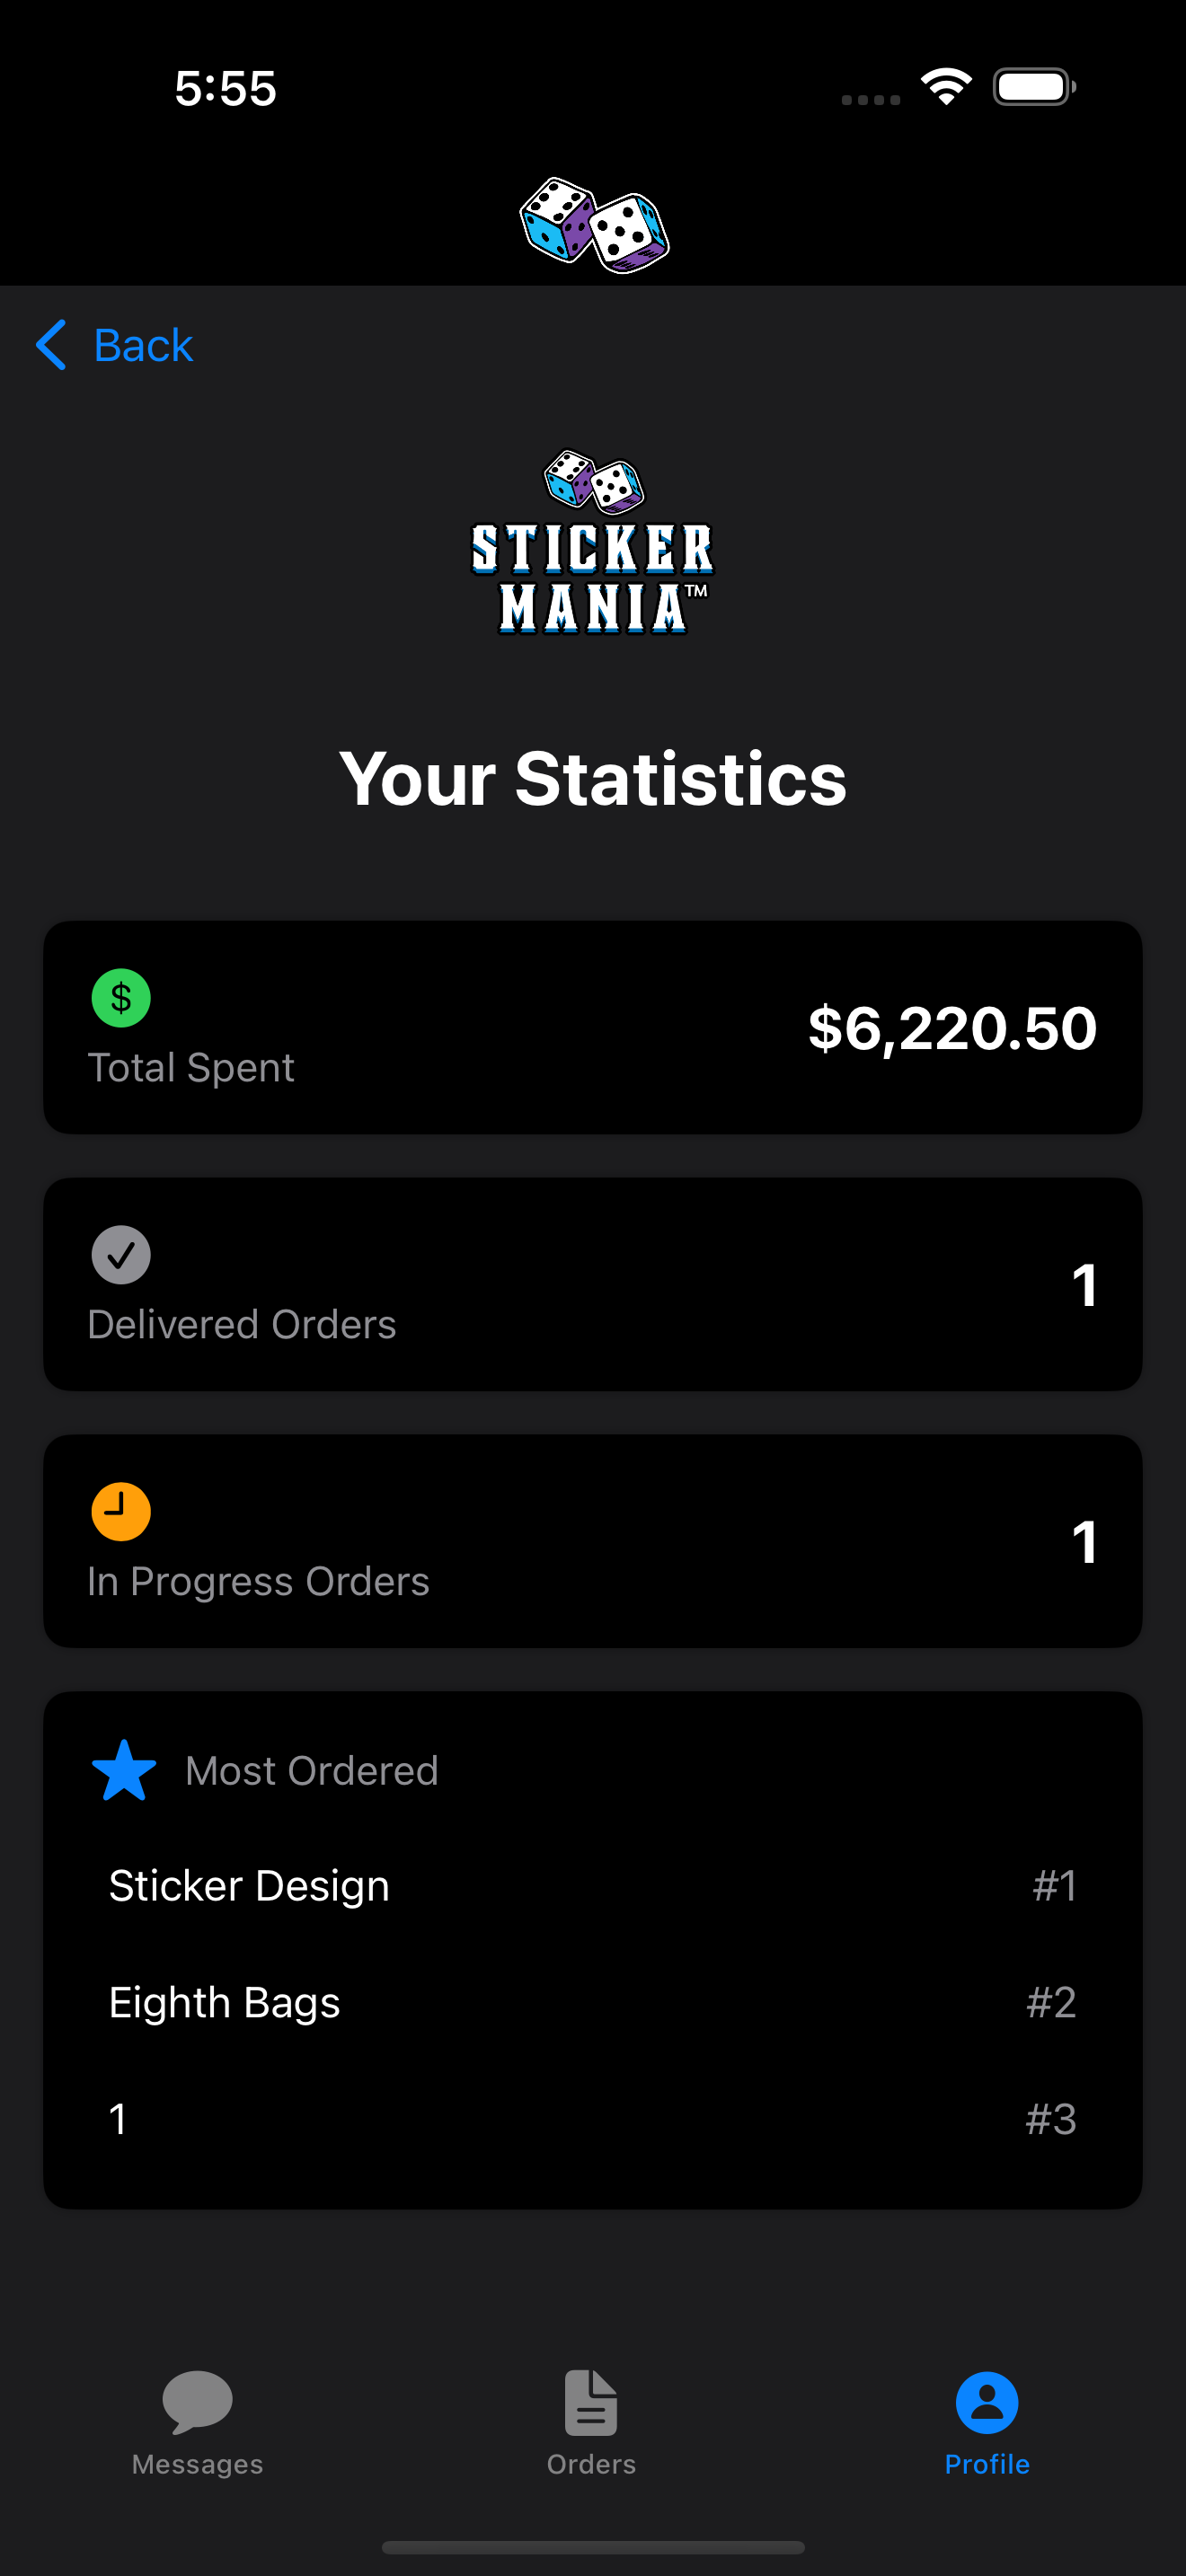 5:55
Back
STICKER
MANIA™
Your Statistics
$
Total Spent
$6,220.50
Delivered Orders
1
In Progress Orders
1
Most Ordered
Sticker Design #1
Eighth Bags #2
1 #3
Messages Orders Profile